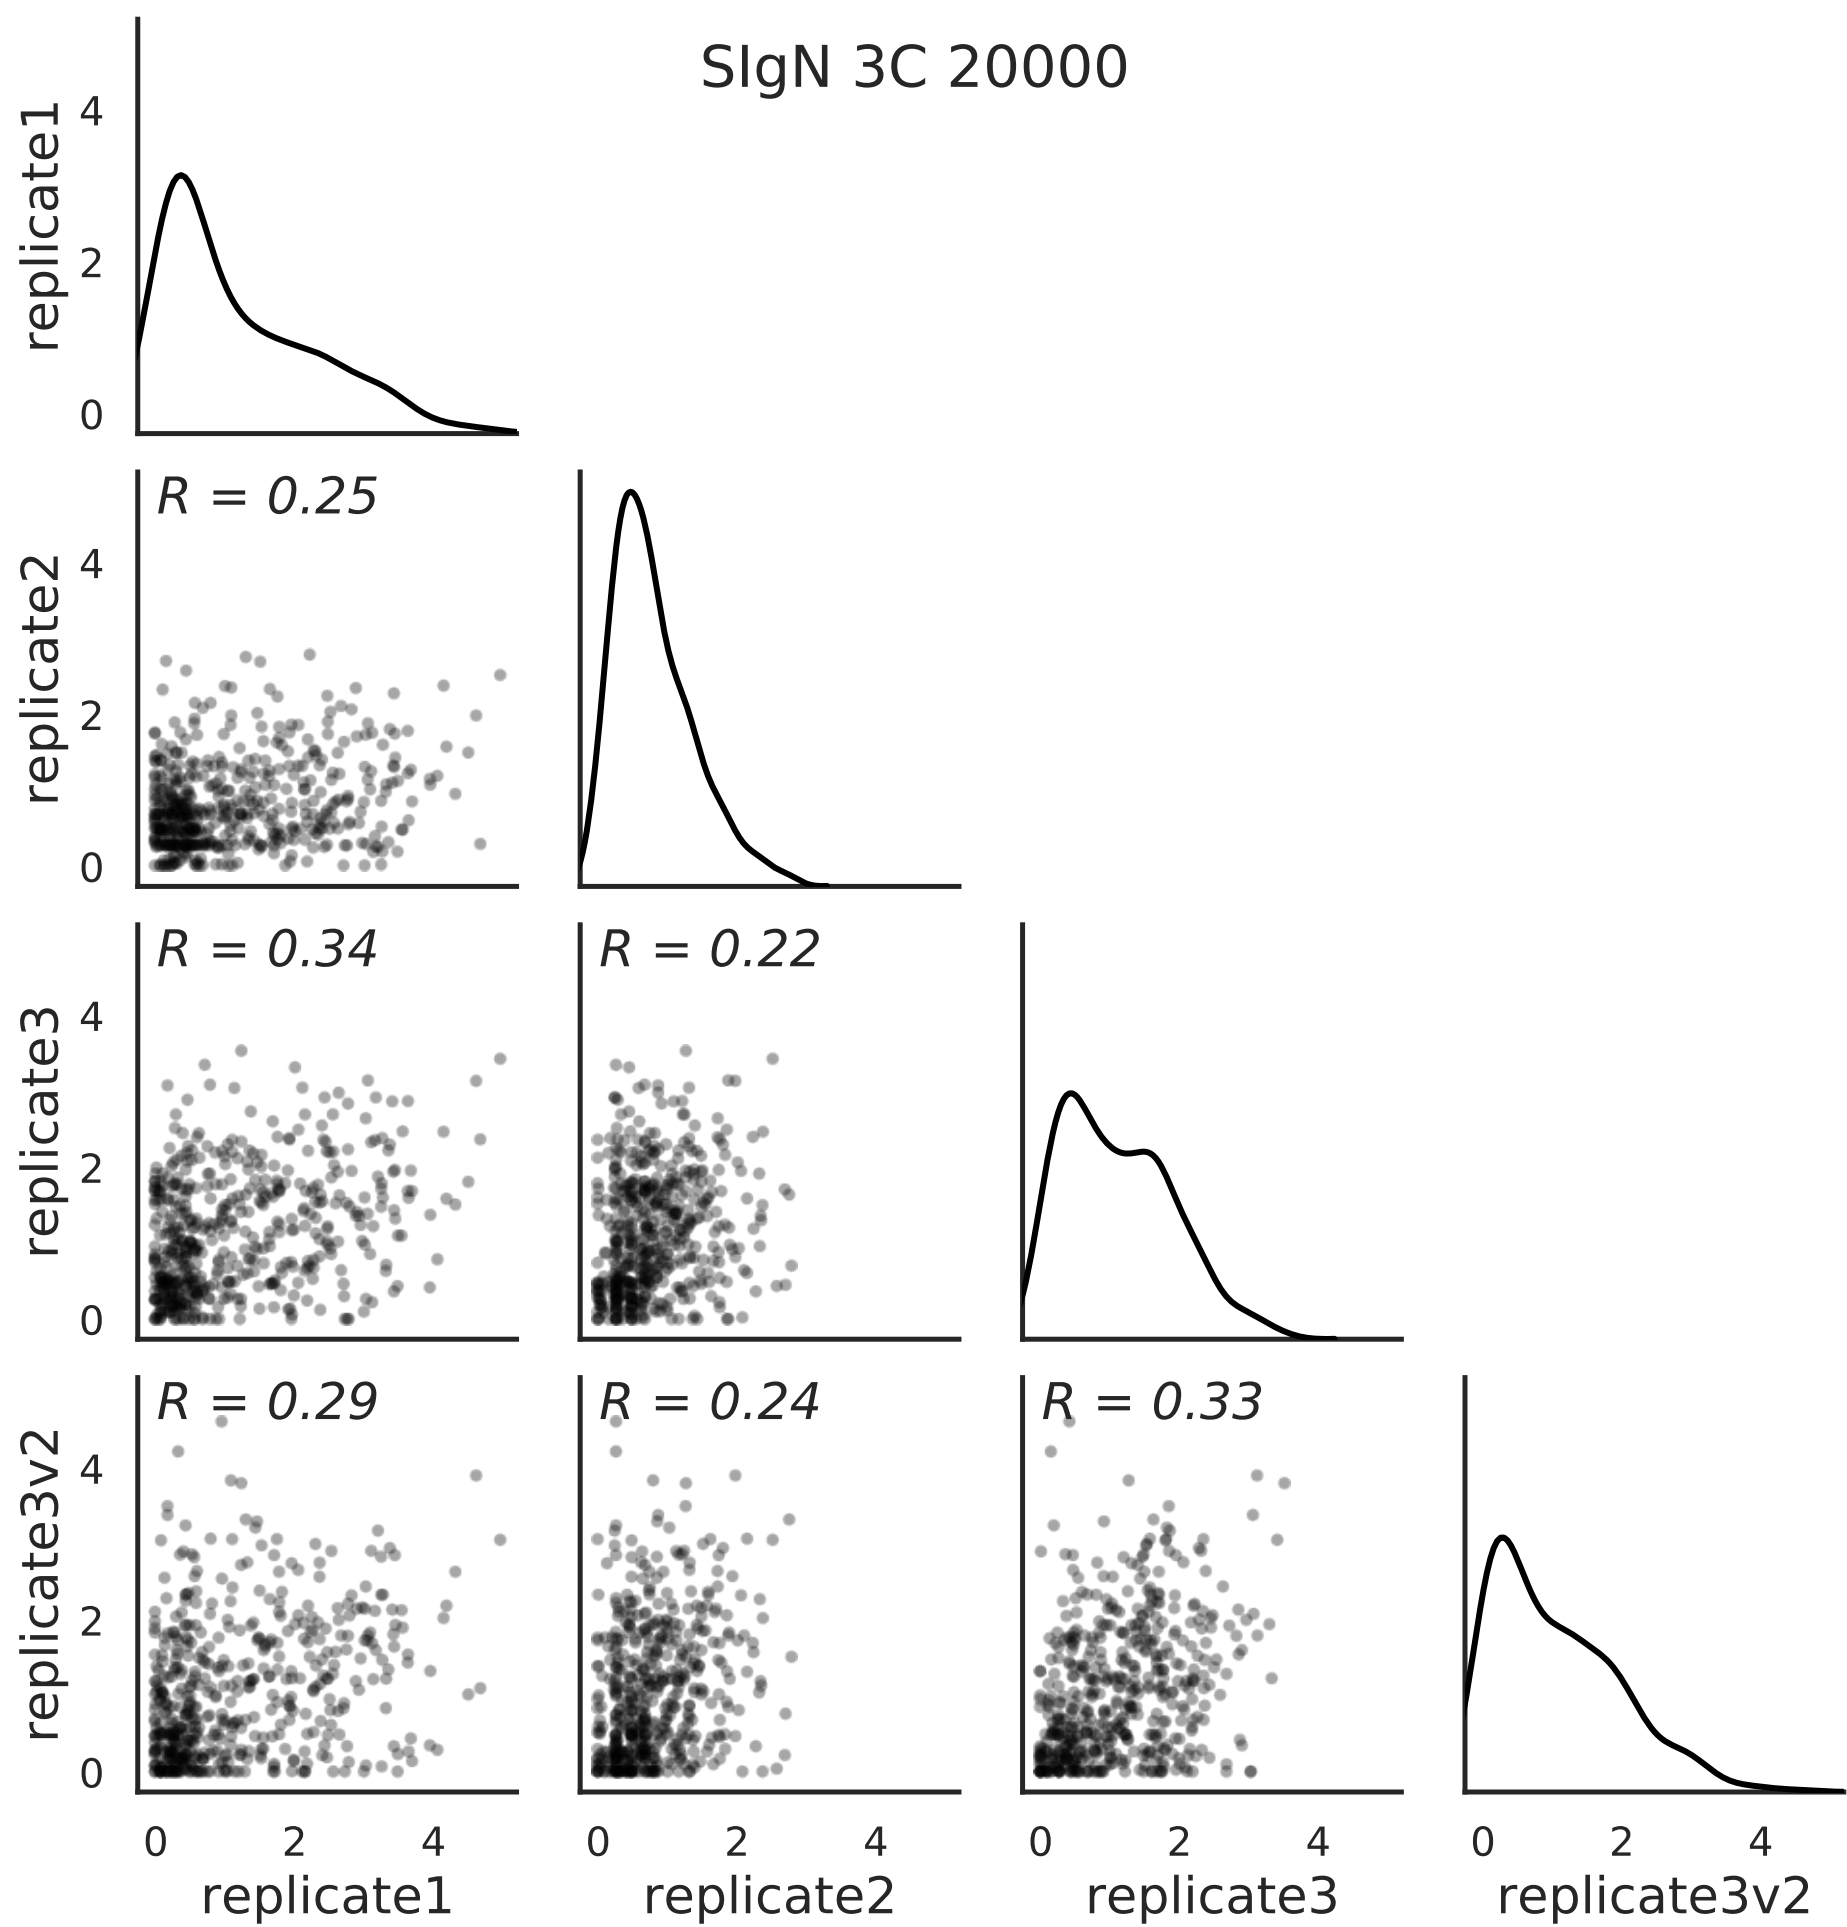 SIgN 3C 20000
replicate1
4
2
0
R = 0.25
replicate2
4
2
0
R = 0.34
R = 0.22
replicate3
4
2
0
R = 0.29
R = 0.24
R = 0.33
replicate3v2
4
2
0
0 2 4
0 2 4
0 2 4
0 2 4
replicate1
replicate2
replicate3
replicate3v2